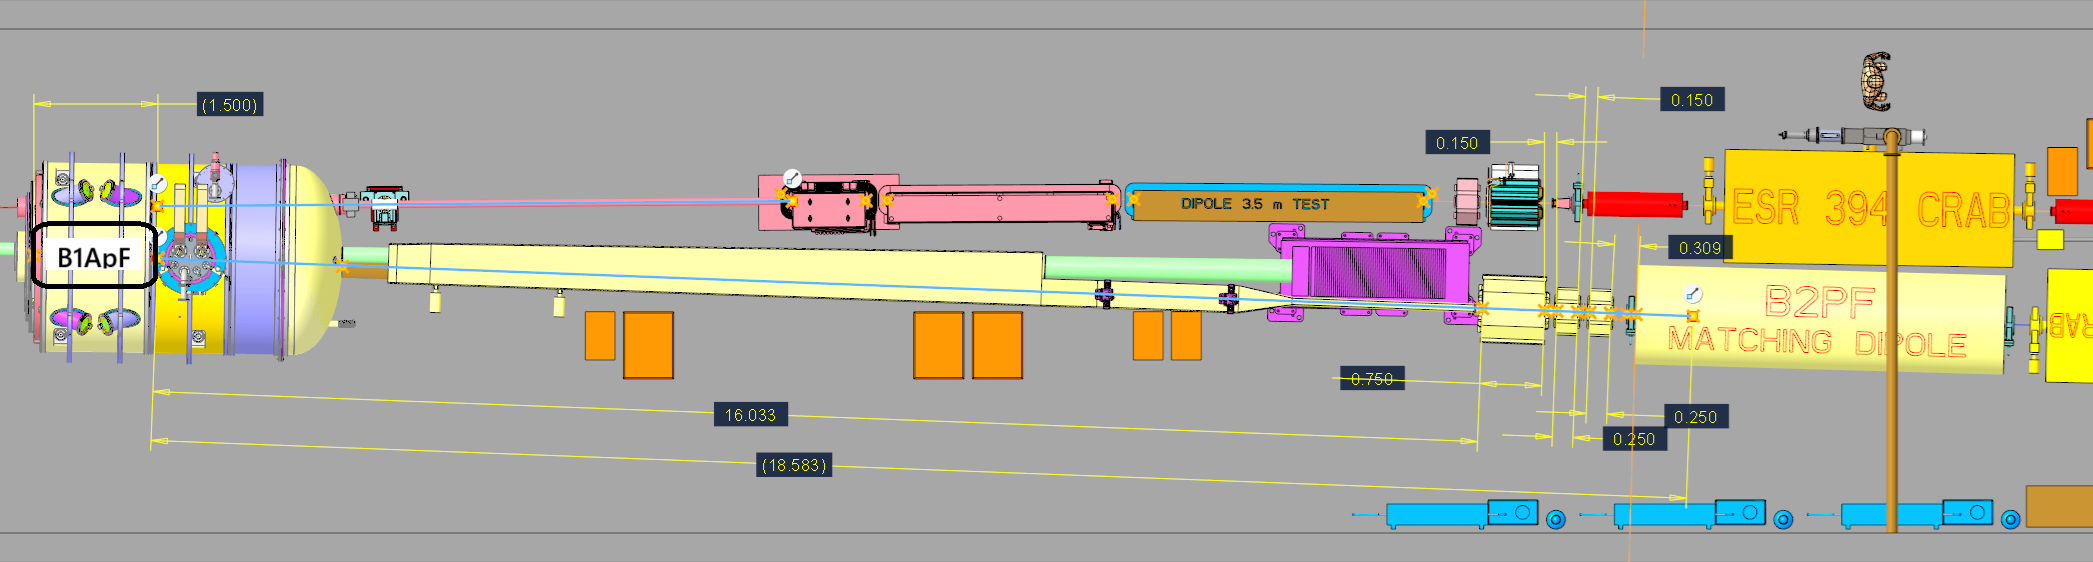 (1.500)
0.150
0.150
DIPOLE 3.5 m TEST
ESR 394 CRAB
0.309
B1ApF
B2PF
MATCHING DIPOLE
CRAB
0.750
16.033
0.250
0.250
(18.583)